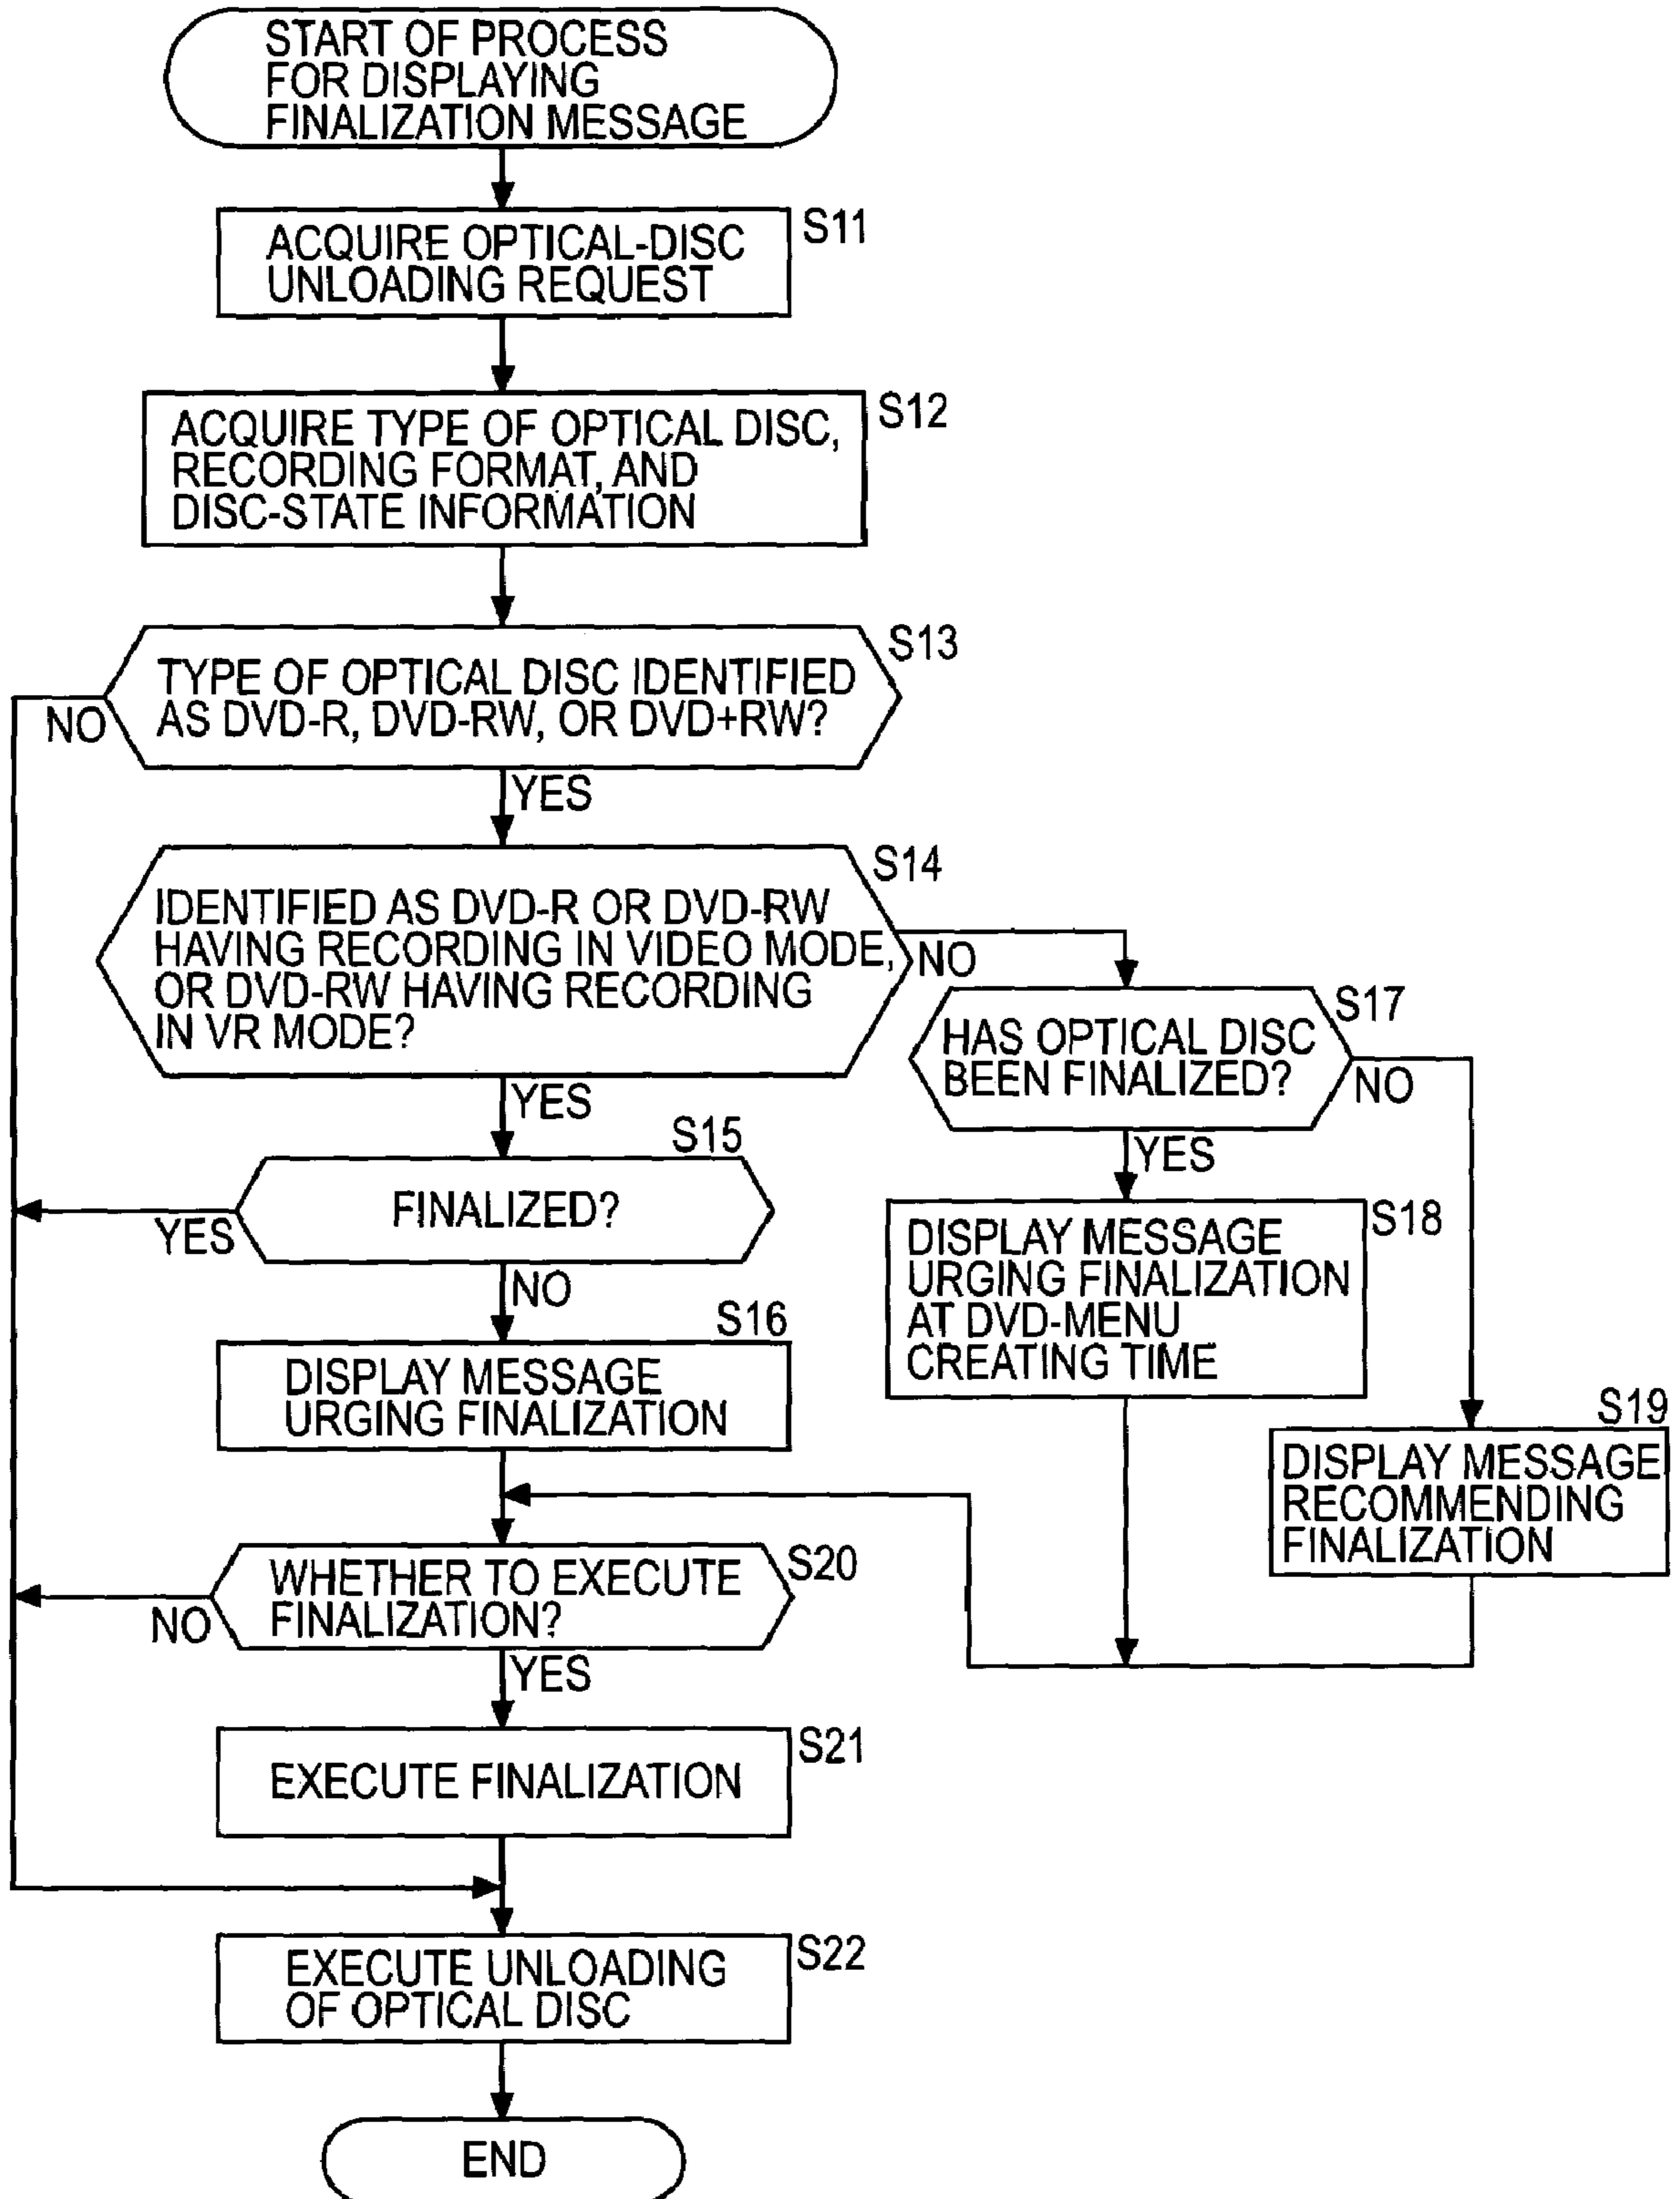 START OF PROCESS
FOR DISPLAYING
FINALIZATION MESSAGE
S11
ACQUIRE OPTICAL-DISC
UNLOADING REQUEST
S12
ACQUIRE TYPE OF OPTICAL DISC,
RECORDING FORMAT, AND
DISC-STATE INFORMATION
S13
TYPE OF OPTICAL DISC IDENTIFIED
AS DVD-R, DVD-RW, OR DVD+RW?
NO
YES
S14
IDENTIFIED AS DVD-R OR DVD-RW
HAVING RECORDING IN VIDEO MODE,
OR DVD-RW HAVING RECORDING
IN VR MODE?
NO
YES
S17
HAS OPTICAL DISC
BEEN FINALIZED?
NO
YES
S15
FINALIZED?
YES
NO
S18
DISPLAY MESSAGE
URGING FINALIZATION
AT DVD-MENU
CREATING TIME
S16
DISPLAY MESSAGE
URGING FINALIZATION
S19
DISPLAY MESSAGE
RECOMMENDING
FINALIZATION
S20
WHETHER TO EXECUTE
FINALIZATION?
NO
YES
S21
EXECUTE FINALIZATION
S22
EXECUTE UNLOADING
OF OPTICAL DISC
END